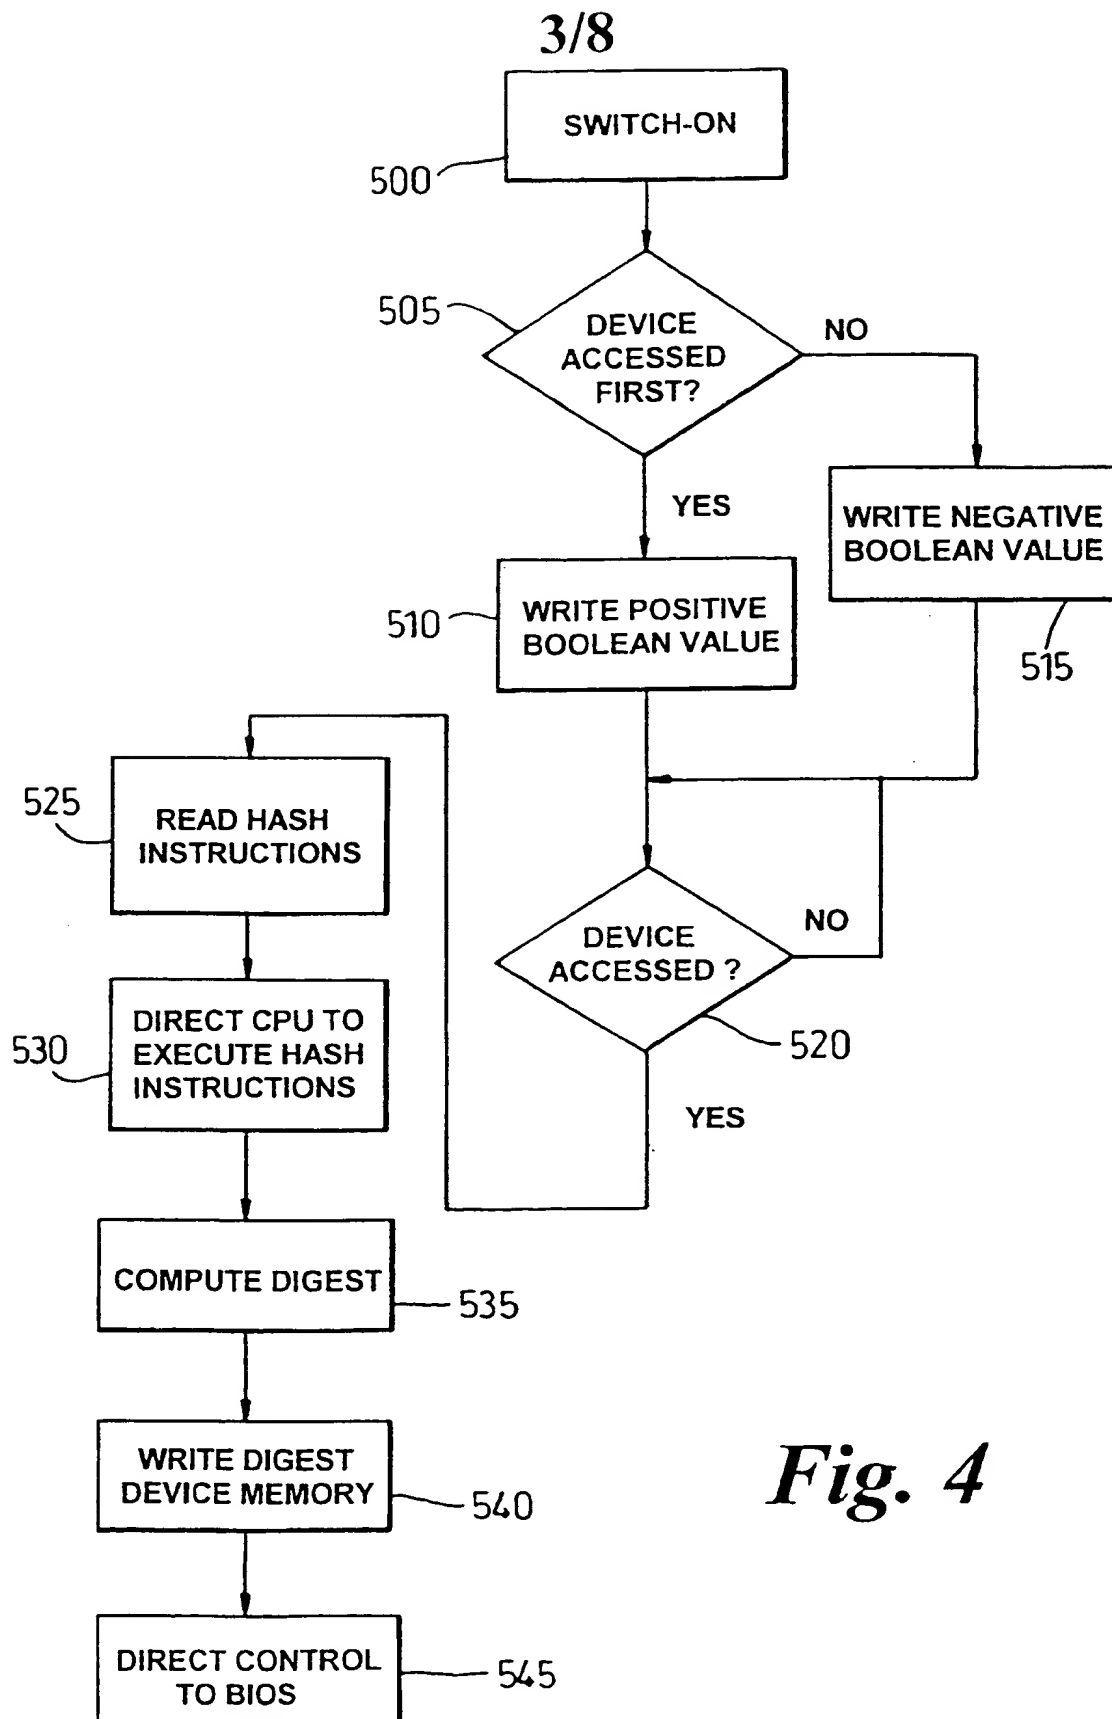 3/8
SWITCH-ON
500
505
DEVICE
ACCESSED
FIRST?
NO
YES
WRITE NEGATIVE
BOOLEAN VALUE
515
510
WRITE POSITIVE
BOOLEAN VALUE
525
READ HASH
INSTRUCTIONS
DEVICE
ACCESSED ?
NO
520
YES
530
DIRECT CPU TO
EXECUTE HASH
INSTRUCTIONS
COMPUTE DIGEST
535
WRITE DIGEST
DEVICE MEMORY
540
Fig. 4
DIRECT CONTROL
TO BIOS
545